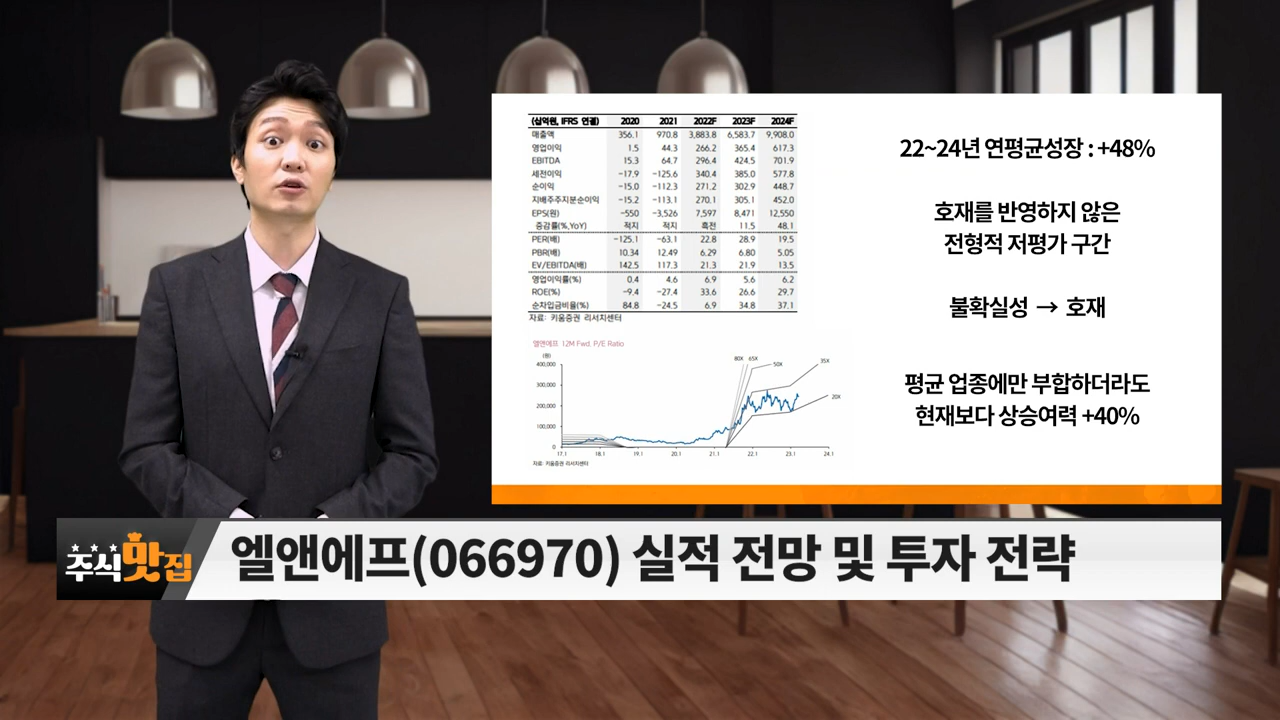 (십억원, IFRS 연결) 2020 2021 2022F 2023F 2024F
매출액 356.1 970.8 3,883.8 6,583.7 9,908.0
영업이익 1.5 44.3 266.2 365.4 617.3
EBITDA 15.3 64.7 296.4 424.5 701.9
세전이익 -17.9 -125.6 340.4 385.0 577.8
순이익 -15.0 -112.3 271.2 302.9 448.7
지배주주지분순이익 -15.2 -113.1 270.1 305.1 452.0
EPS(원) -550 -3,526 7,597 8,471 12,550
증감률(%,YoY) 적지 적지 흑전 11.5 48.1
PER(배) -125.1 -63.1 22.8 28.9 19.5
PBR(배) 10.34 12.49 6.29 6.80 5.05
EV/EBITDA(배) 142.5 117.3 21.3 21.9 13.5
영업이익률(%) 0.4 4.6 6.9 5.6 6.2
ROE(%) -9.4 -27.4 33.6 26.6 29.7
순차입금비율(%) 84.8 -24.5 6.9 34.8 37.1
자료: 키움증권 리서치센터
엘앤에프 12M Fwd P/E Ratio
(원)
400,000
300,000
200,000
100,000
0
80X 65X 50X 35X
20X
17.1 18.1 19.1 20.1 21.1 22.1 23.1 24.1
자료: 키움증권 리서치센터
22~24년 연평균성장 : +48%
호재를 반영하지 않은
전형적 저평가 구간
불확실성 → 호재
평균 업종에만 부합하더라도
현재보다 상승여력 +40%
주식맛집
엘앤에프(066970) 실적 전망 및 투자 전략